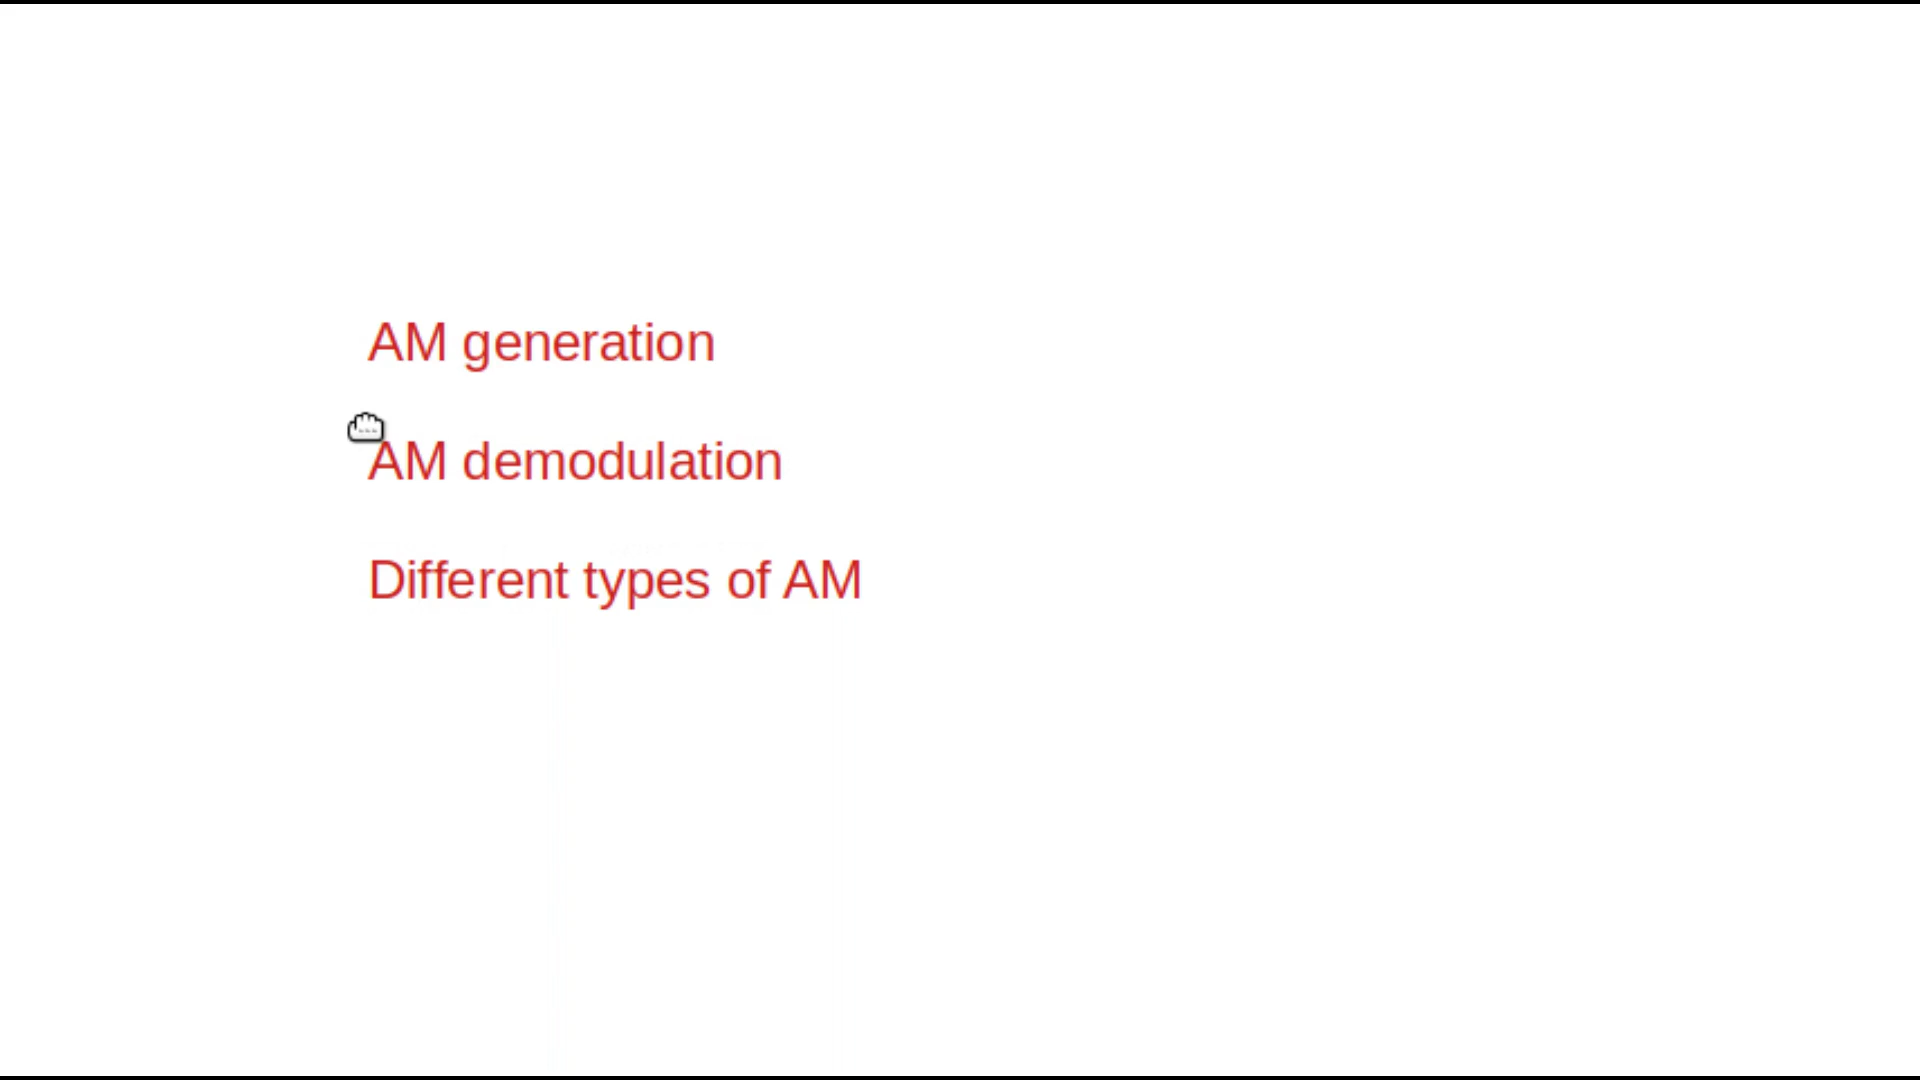 AM generation
AM demodulation
Different types of AM